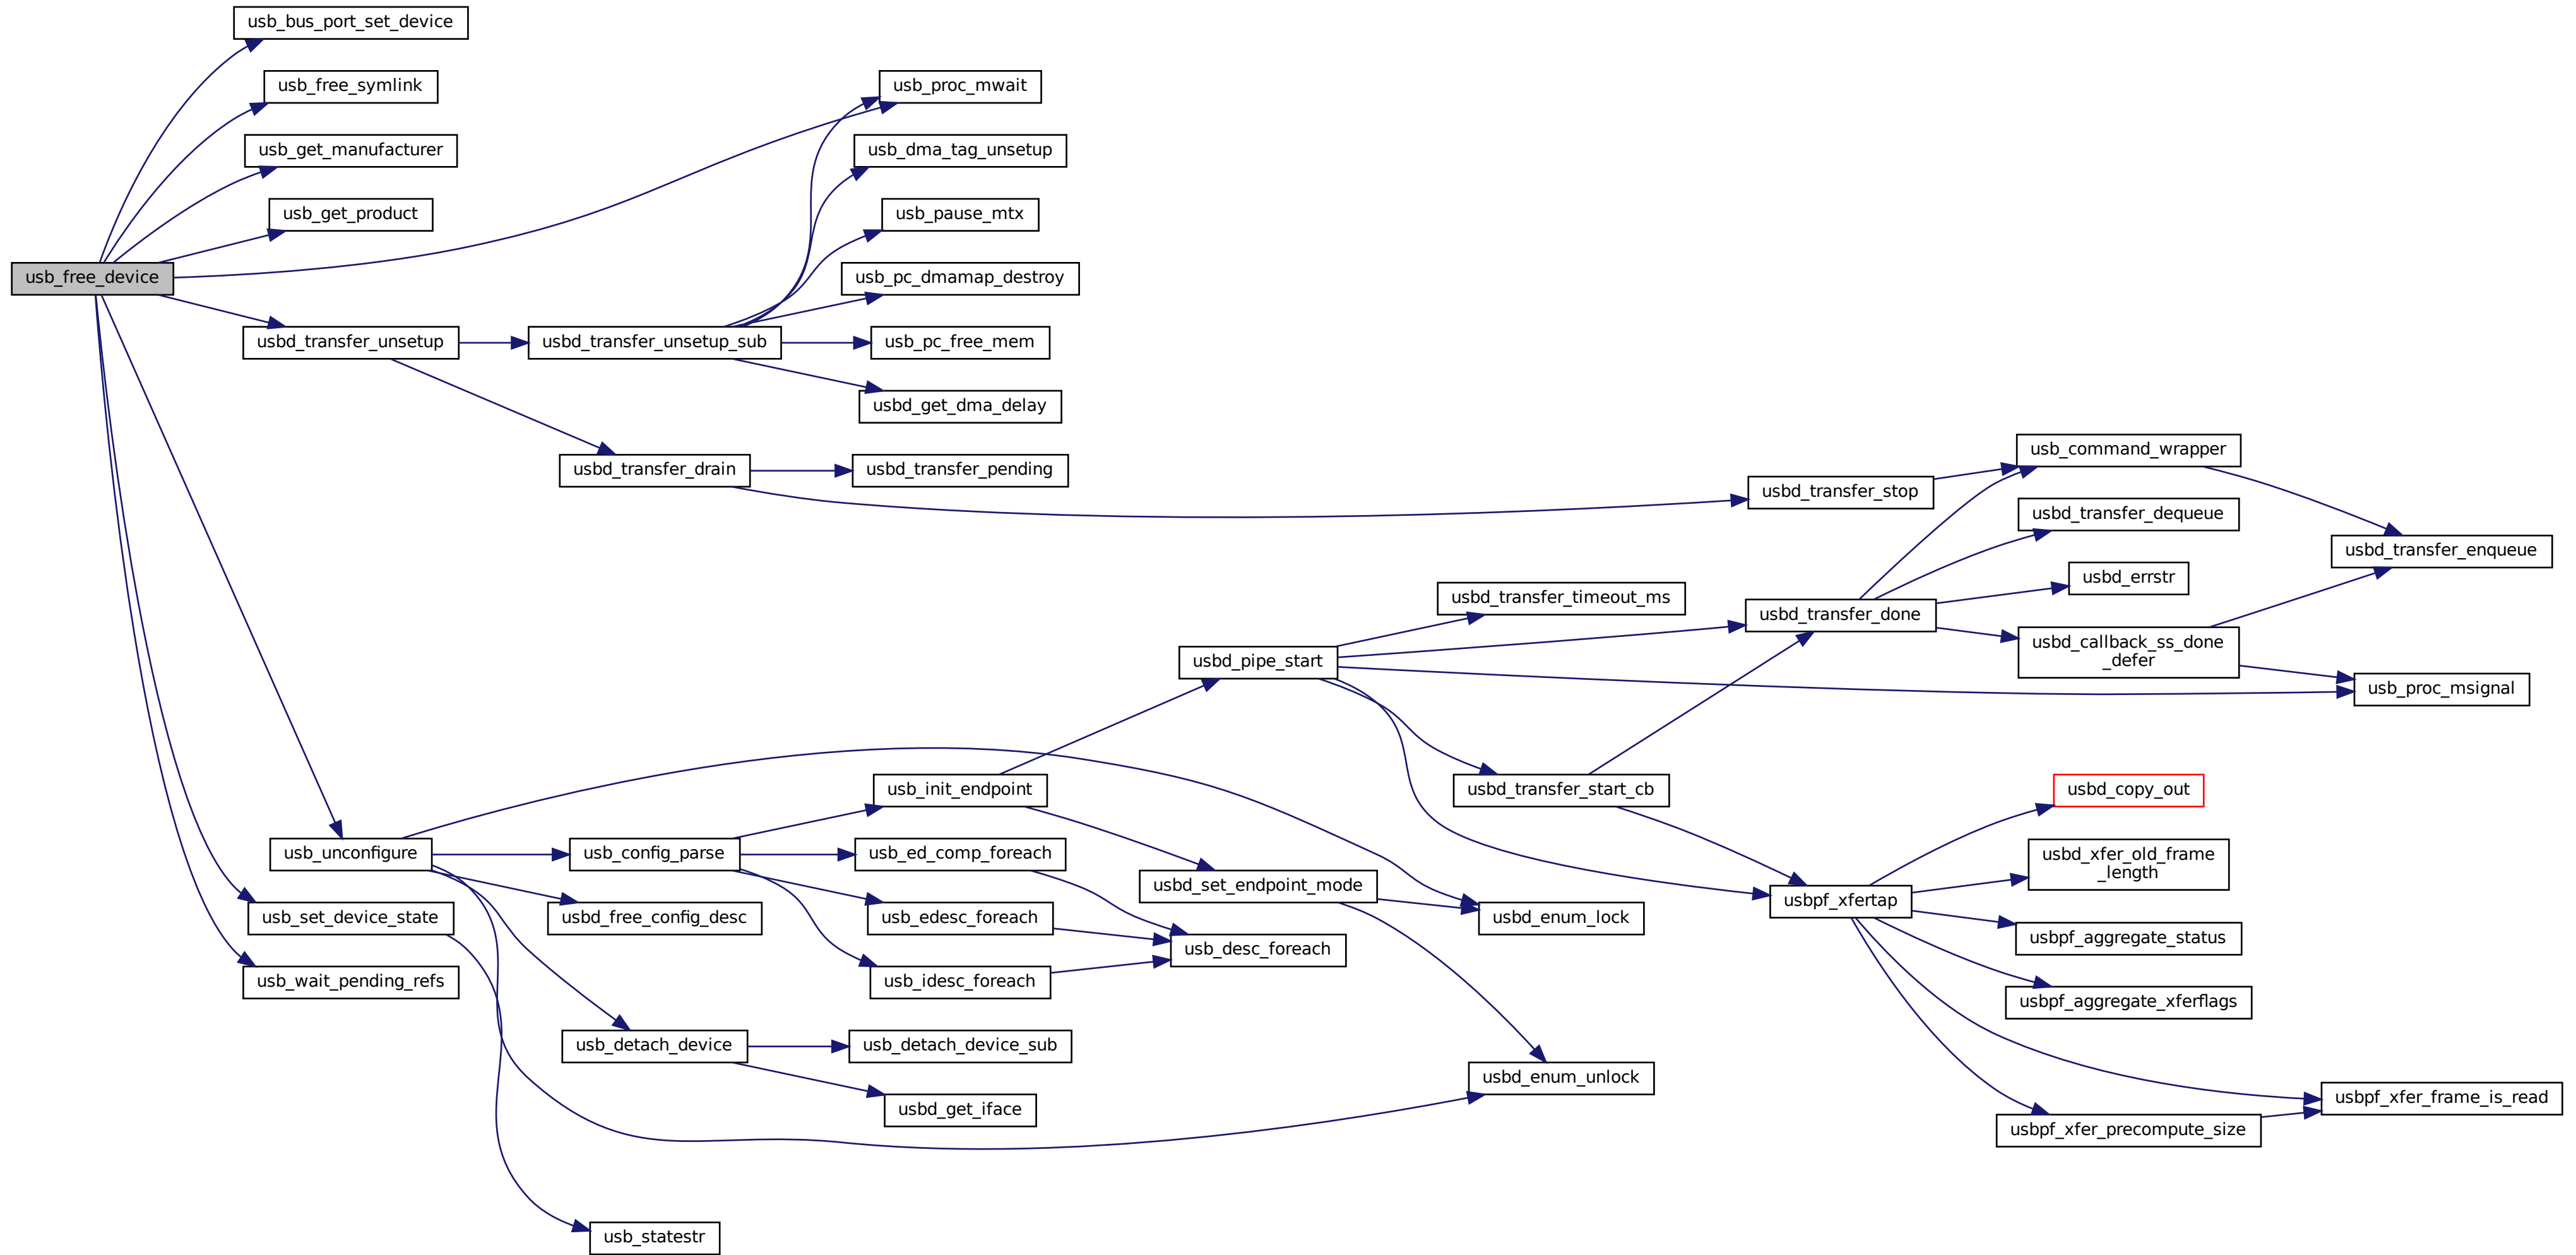 usb_bus_port_set_device
usb_free_symlink
usb_proc_mwait
usb_get_manufacturer
usb_dma_tag_unsetup
usb_get_product
usb_pause_mtx
usb_free_device
usb_pc_dmamap_destroy
usbd_transfer_unsetup
usbd_transfer_unsetup_sub
usb_pc_free_mem
usbd_get_dma_delay
usb_command_wrapper
usbd_transfer_drain
usbd_transfer_pending
usbd_transfer_stop
usbd_transfer_dequeue
usbd_transfer_enqueue
usbd_errstr
usbd_transfer_timeout_ms
usbd_transfer_done
usbd_callback_ss_done
_defer
usbd_pipe_start
usb_proc_msignal
usb_init_endpoint
usbd_transfer_start_cb
usbd_copy_out
usb_unconfigure
usb_config_parse
usb_ed_comp_foreach
usbd_xfer_old_frame
_length
usbd_set_endpoint_mode
usbpf_xfertap
usb_set_device_state
usbd_free_config_desc
usb_edesc_foreach
usbd_enum_lock
usbpf_aggregate_status
usb_desc_foreach
usb_wait_pending_refs
usb_idesc_foreach
usbpf_aggregate_xferflags
usb_detach_device
usb_detach_device_sub
usbd_enum_unlock
usbd_get_iface
usbpf_xfer_frame_is_read
usbpf_xfer_precompute_size
usb_statestr